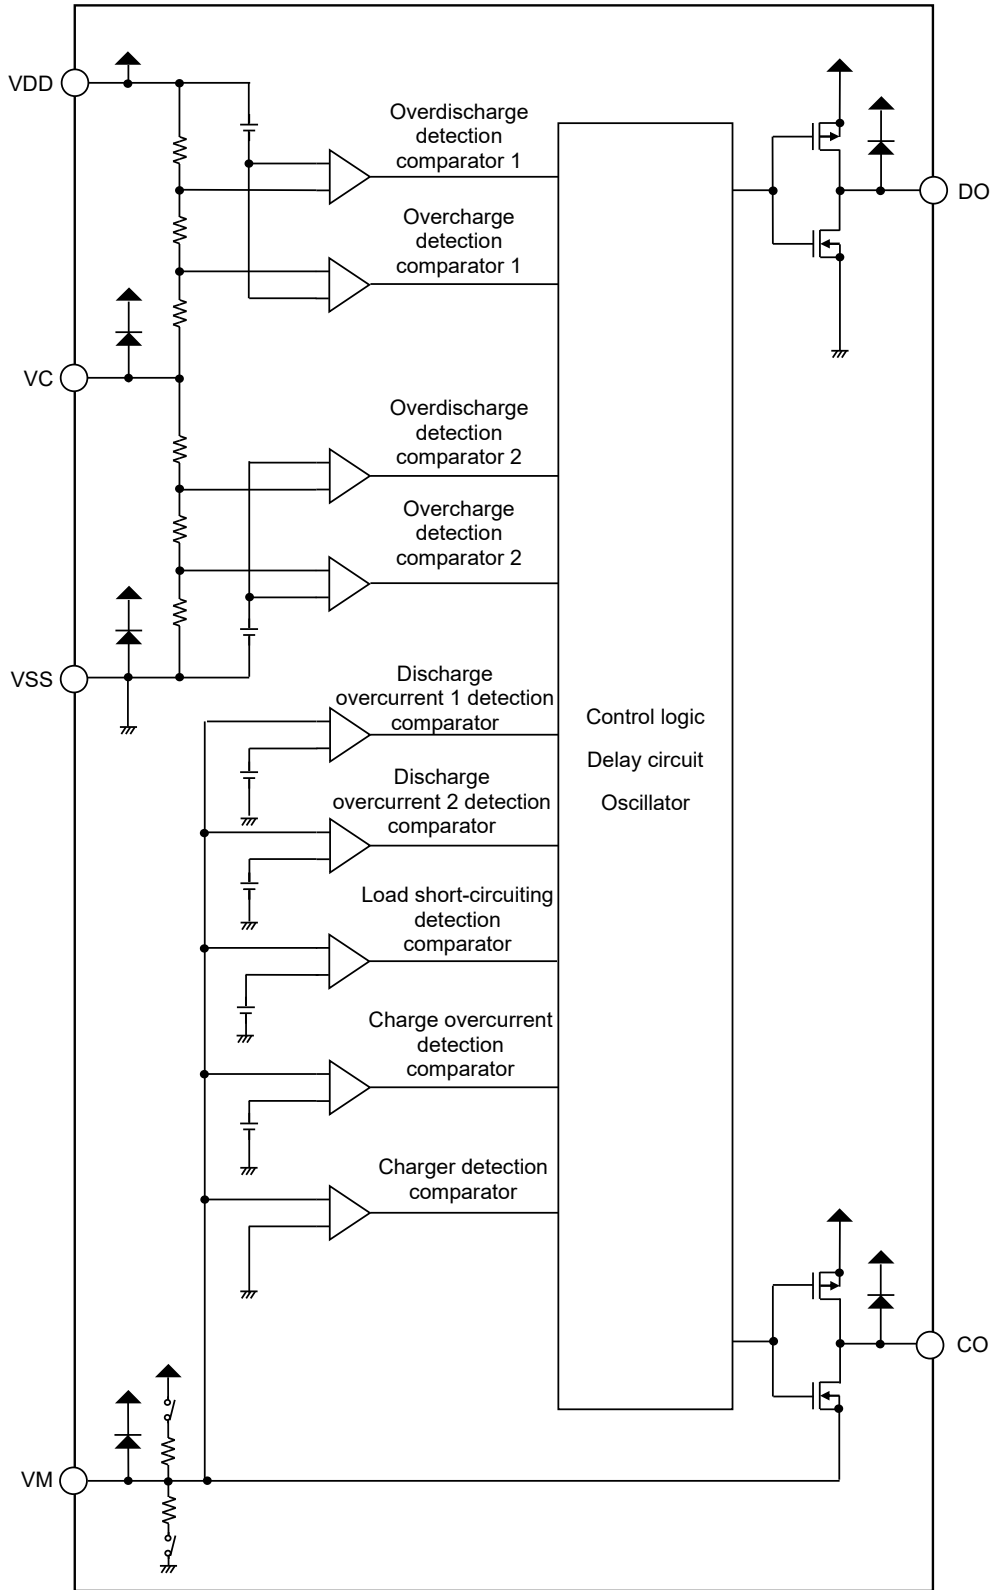 VDD
Overdischarge
detection
comparator 1
DO
Overcharge
detection
comparator 1
VC
Overdischarge
detection
comparator 2
Overcharge
detection
comparator 2
VSS
Discharge
overcurrent 1 detection
comparator
Control logic
Delay circuit
Oscillator
Discharge
overcurrent 2 detection
comparator
Load short-circuiting
detection
comparator
Charge overcurrent
detection
comparator
Charger detection
comparator
CO
VM